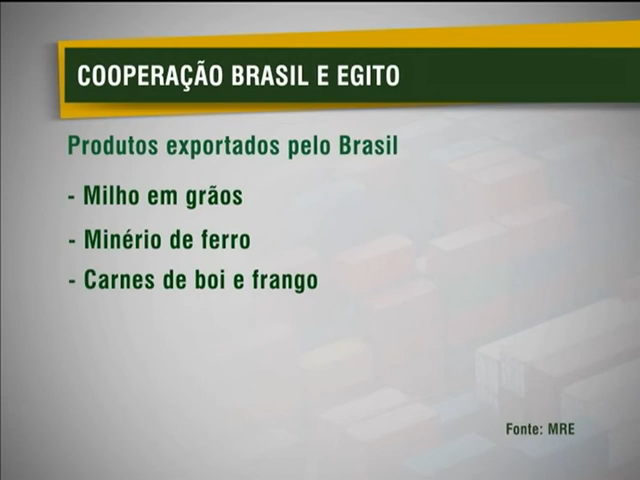 COOPERAÇÃO BRASIL E EGITO
Produtos exportados pelo Brasil
- Milho em grãos
- Minério de ferro
- Carnes de boi e frango
Fonte: MRE